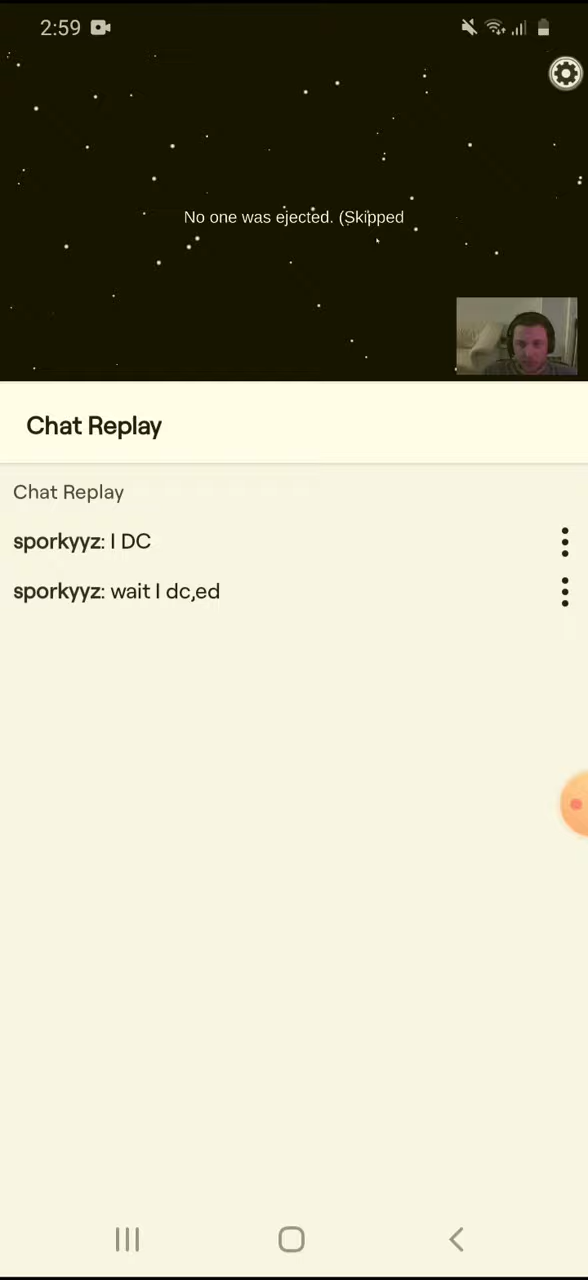 2:59
No one was ejected. (Skipped
Chat Replay
Chat Replay
sporkyyz: I DC
sporkyyz: wait I dc,ed